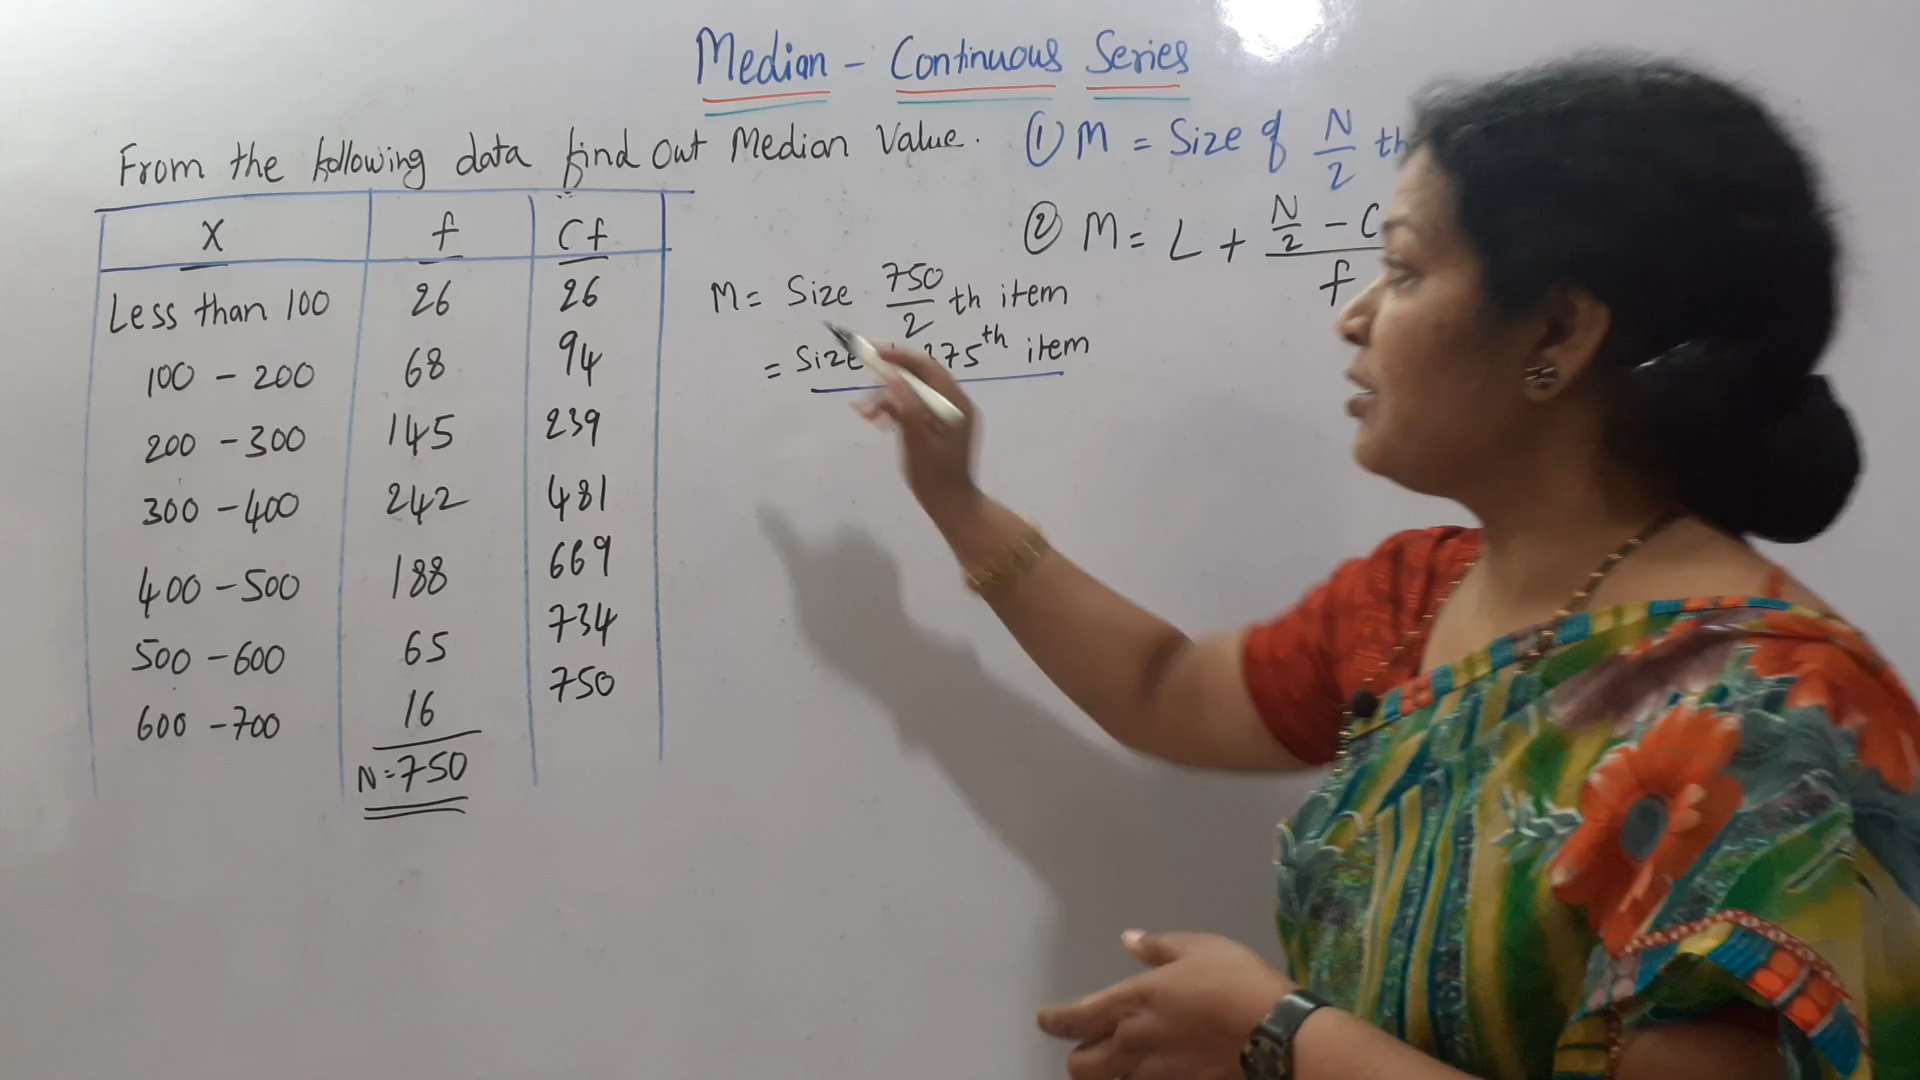 Median - Continuous Series
From the following data find out Median Value.
① M = Size of N/2 th
② M = L + N/2 - C / f
X f Cf
Less than 100 26 26
100 - 200 68 94
200 - 300 145 239
300 - 400 242 481
400 - 500 188 669
500 - 600 65 734
600 - 700 16 750
N = 750
M = Size 750/2 th item
= Size 375th item